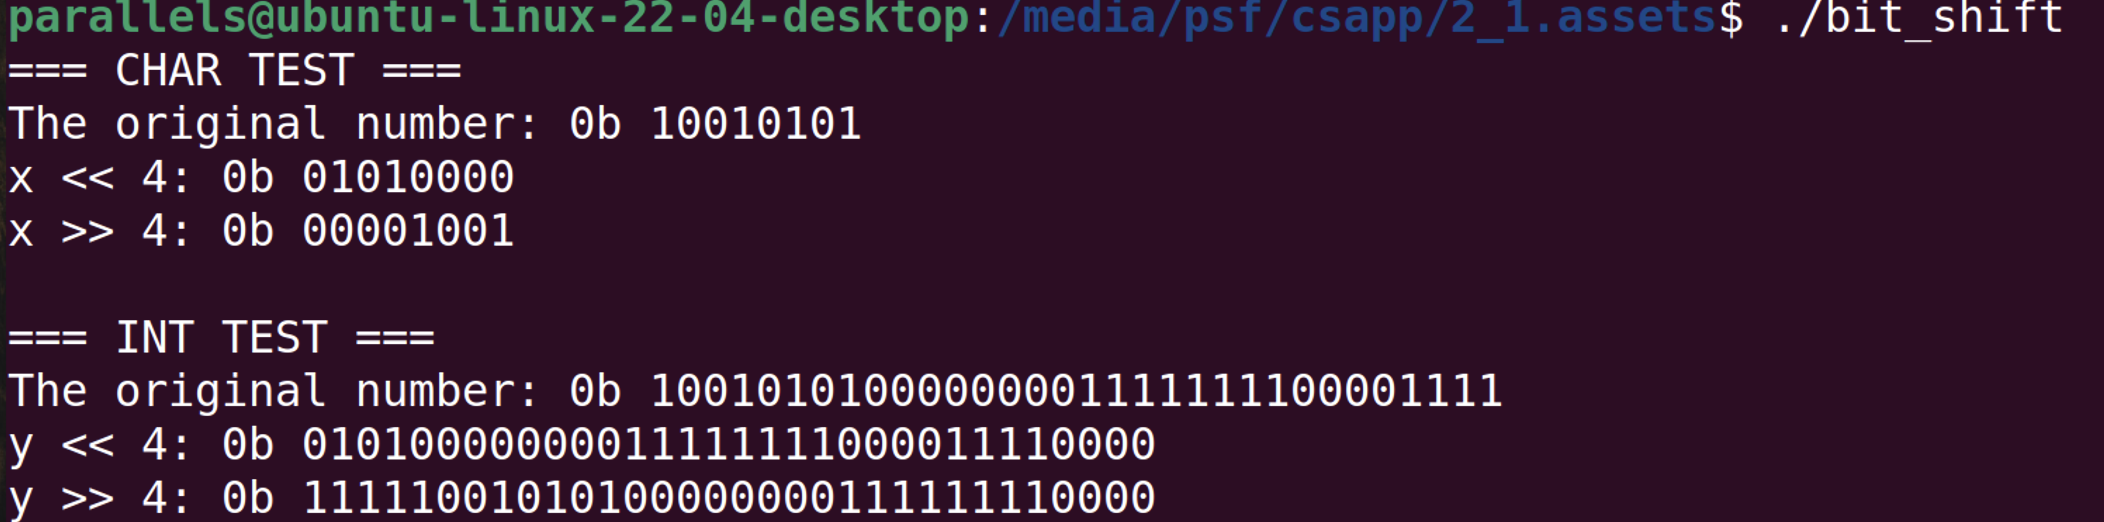 parallels@ubuntu-linux-22-04-desktop:/media/psf/csapp/2_1.assets$ ./bit_shift
=== CHAR TEST ===
The original number: 0b 10010101
x << 4: 0b 01010000
x >> 4: 0b 00001001
=== INT TEST ===
The original number: 0b 10010101000000001111111100001111
y << 4: 0b 01010000000011111111000011110000
y >> 4: 0b 11111001010100000000111111110000